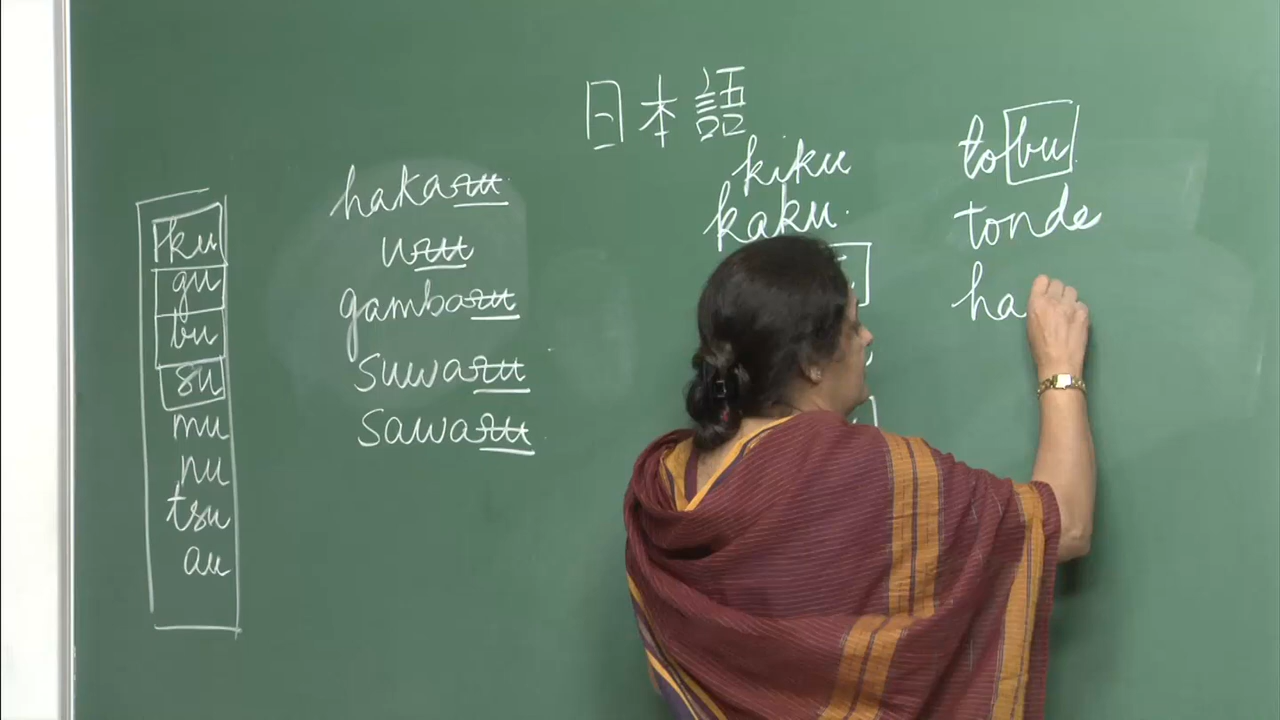 日本語
ku
gu
bu
su
mu
nu
tsu
au
hakaru
uru
gambaru
suwaru
sawaru
kiku
kaku.
tobu.
tonde
ha